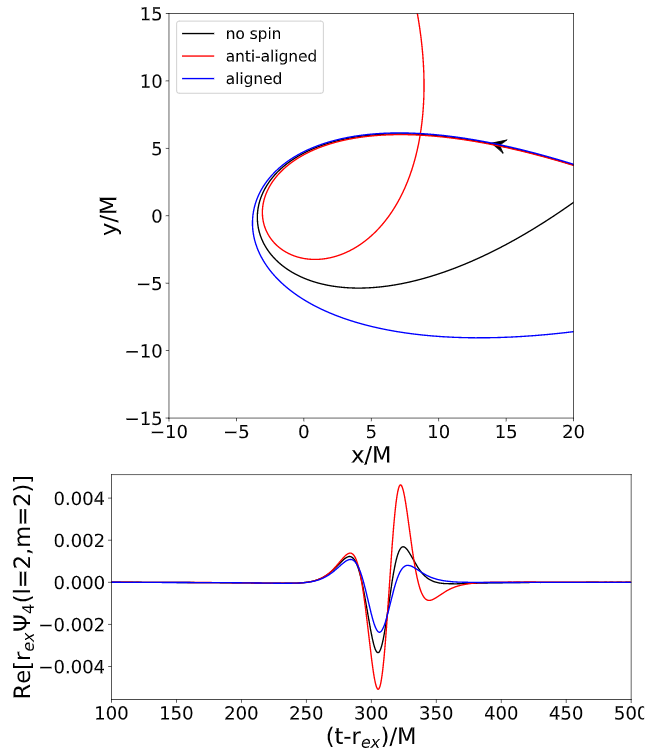 15
10
5
0
−5
−10
−15
y/M
no spin
anti-aligned
aligned
−10 −5 0 5 10 15 20
x/M
0.004
0.002
0.000
−0.002
−0.004
Re[r_exΨ_4(l=2,m=2)]
100 150 200 250 300 350 400 450 500
(t-r_ex)/M